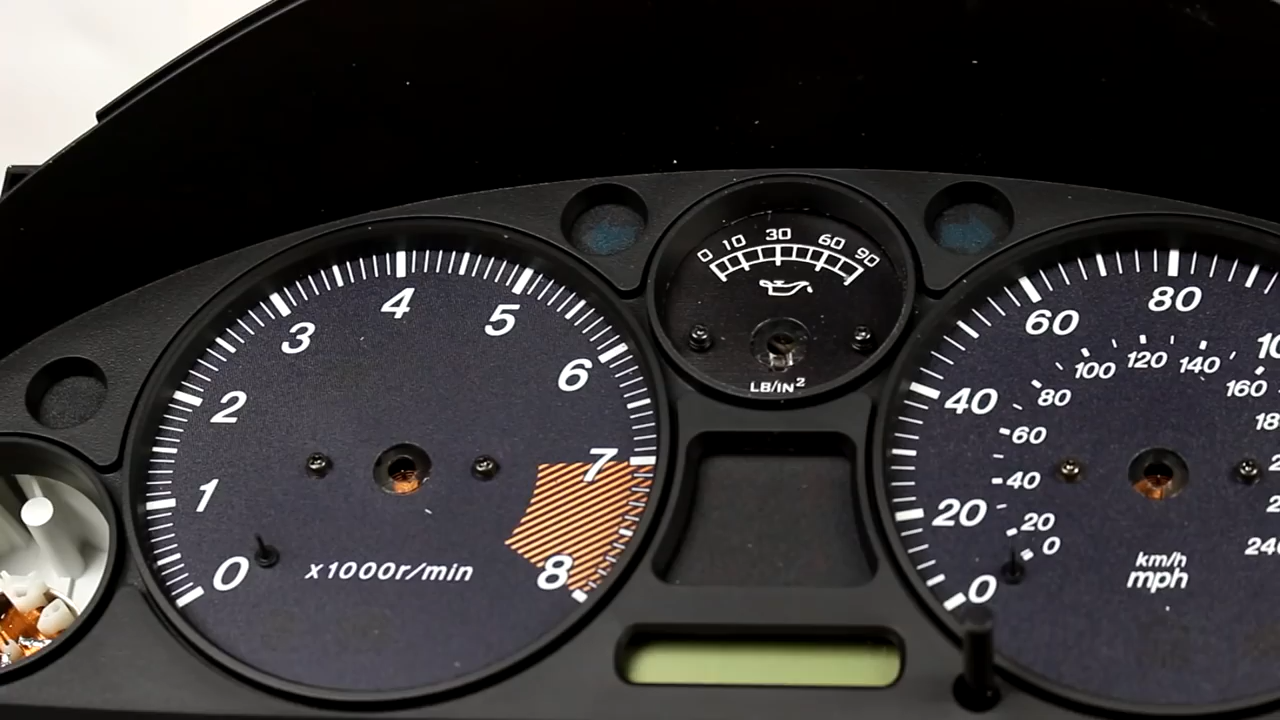 0 1 2 3 4 5 6 7 8
x1000r/min
0 10 30 60 90
LB/IN²
0 20 40 60 80
0 20 40 60 80 100 120 140 160
km/h
mph